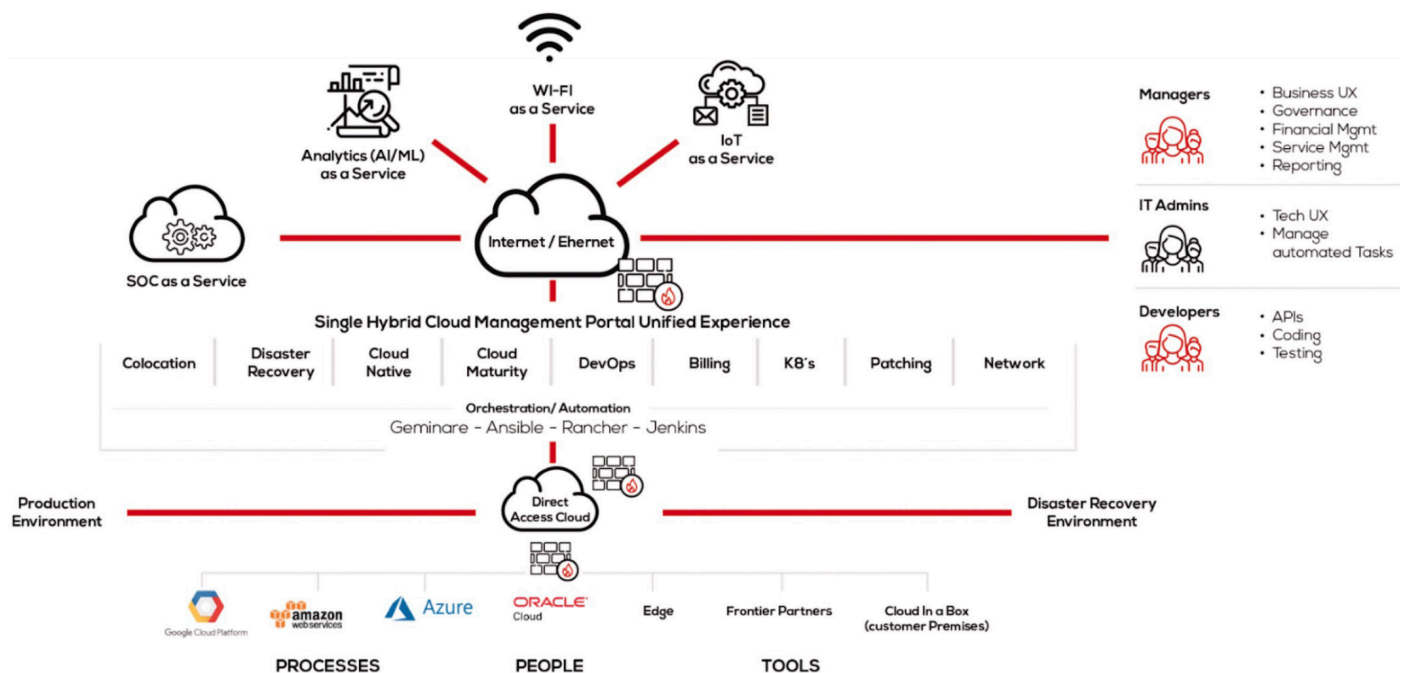 WI-FI
as a Service
Analytics (AI/ML)
as a Service
IoT
as a Service
SOC as a Service
Internet / Ehernet
Managers
• Business UX
• Governance
• Financial Mgmt
• Service Mgmt
• Reporting
IT Admins
• Tech UX
• Manage
automated Tasks
Developers
• APIs
• Coding
• Testing
Single Hybrid Cloud Management Portal Unified Experience
Colocation
Disaster
Recovery
Cloud
Native
Cloud
Maturity
DevOps
Billing
K8´s
Patching
Network
Orchestration/ Automation
Geminare - Ansible - Rancher - Jenkins
Production
Environment
Direct
Access Cloud
Disaster Recovery
Environment
Google Cloud Platform
amazon
webservices
Azure
ORACLE
Cloud
Edge
Frontier Partners
Cloud In a Box
(customer Premises)
PROCESSES
PEOPLE
TOOLS